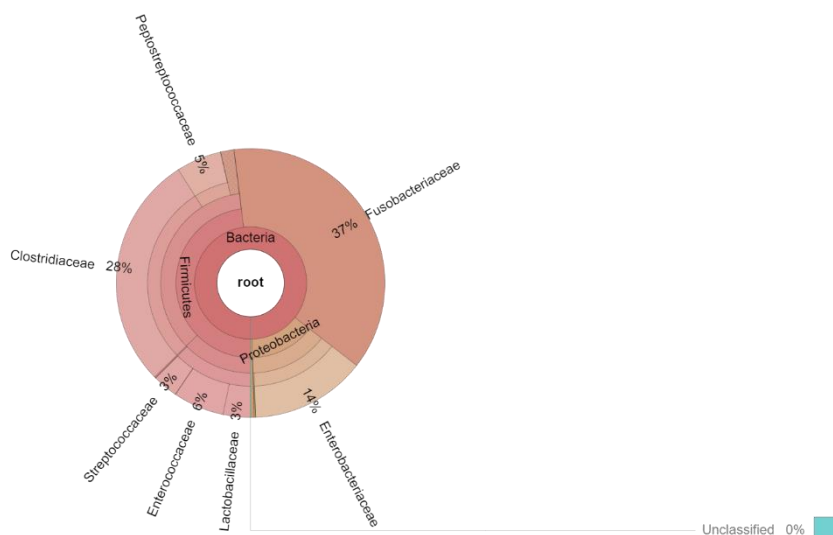 Peptostreptococcaceae 5%
Fusobacteriaceae
37%
Bacteria
Clostridiaceae 28%
Firmicutes
root
Proteobacteria
Streptococcaceae 3%
Enterococcaceae 6%
Lactobacillaceae 3%
14%
Enterobacteriaceae
Unclassified 0%